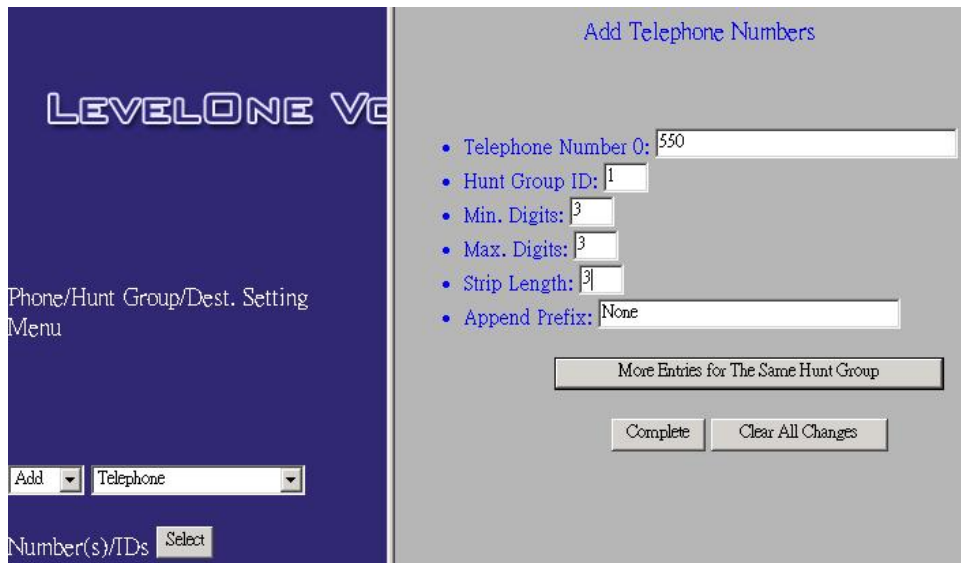 LEVELONE VO
Phone/Hunt Group/Dest. Setting
Menu
Add Telephone
Number(s)/IDs Select
Add Telephone Numbers
• Telephone Number 0: 550
• Hunt Group ID: 1
• Min. Digits: 3
• Max. Digits: 3
• Strip Length: 3
• Append Prefix: None
More Entries for The Same Hunt Group
Complete Clear All Changes